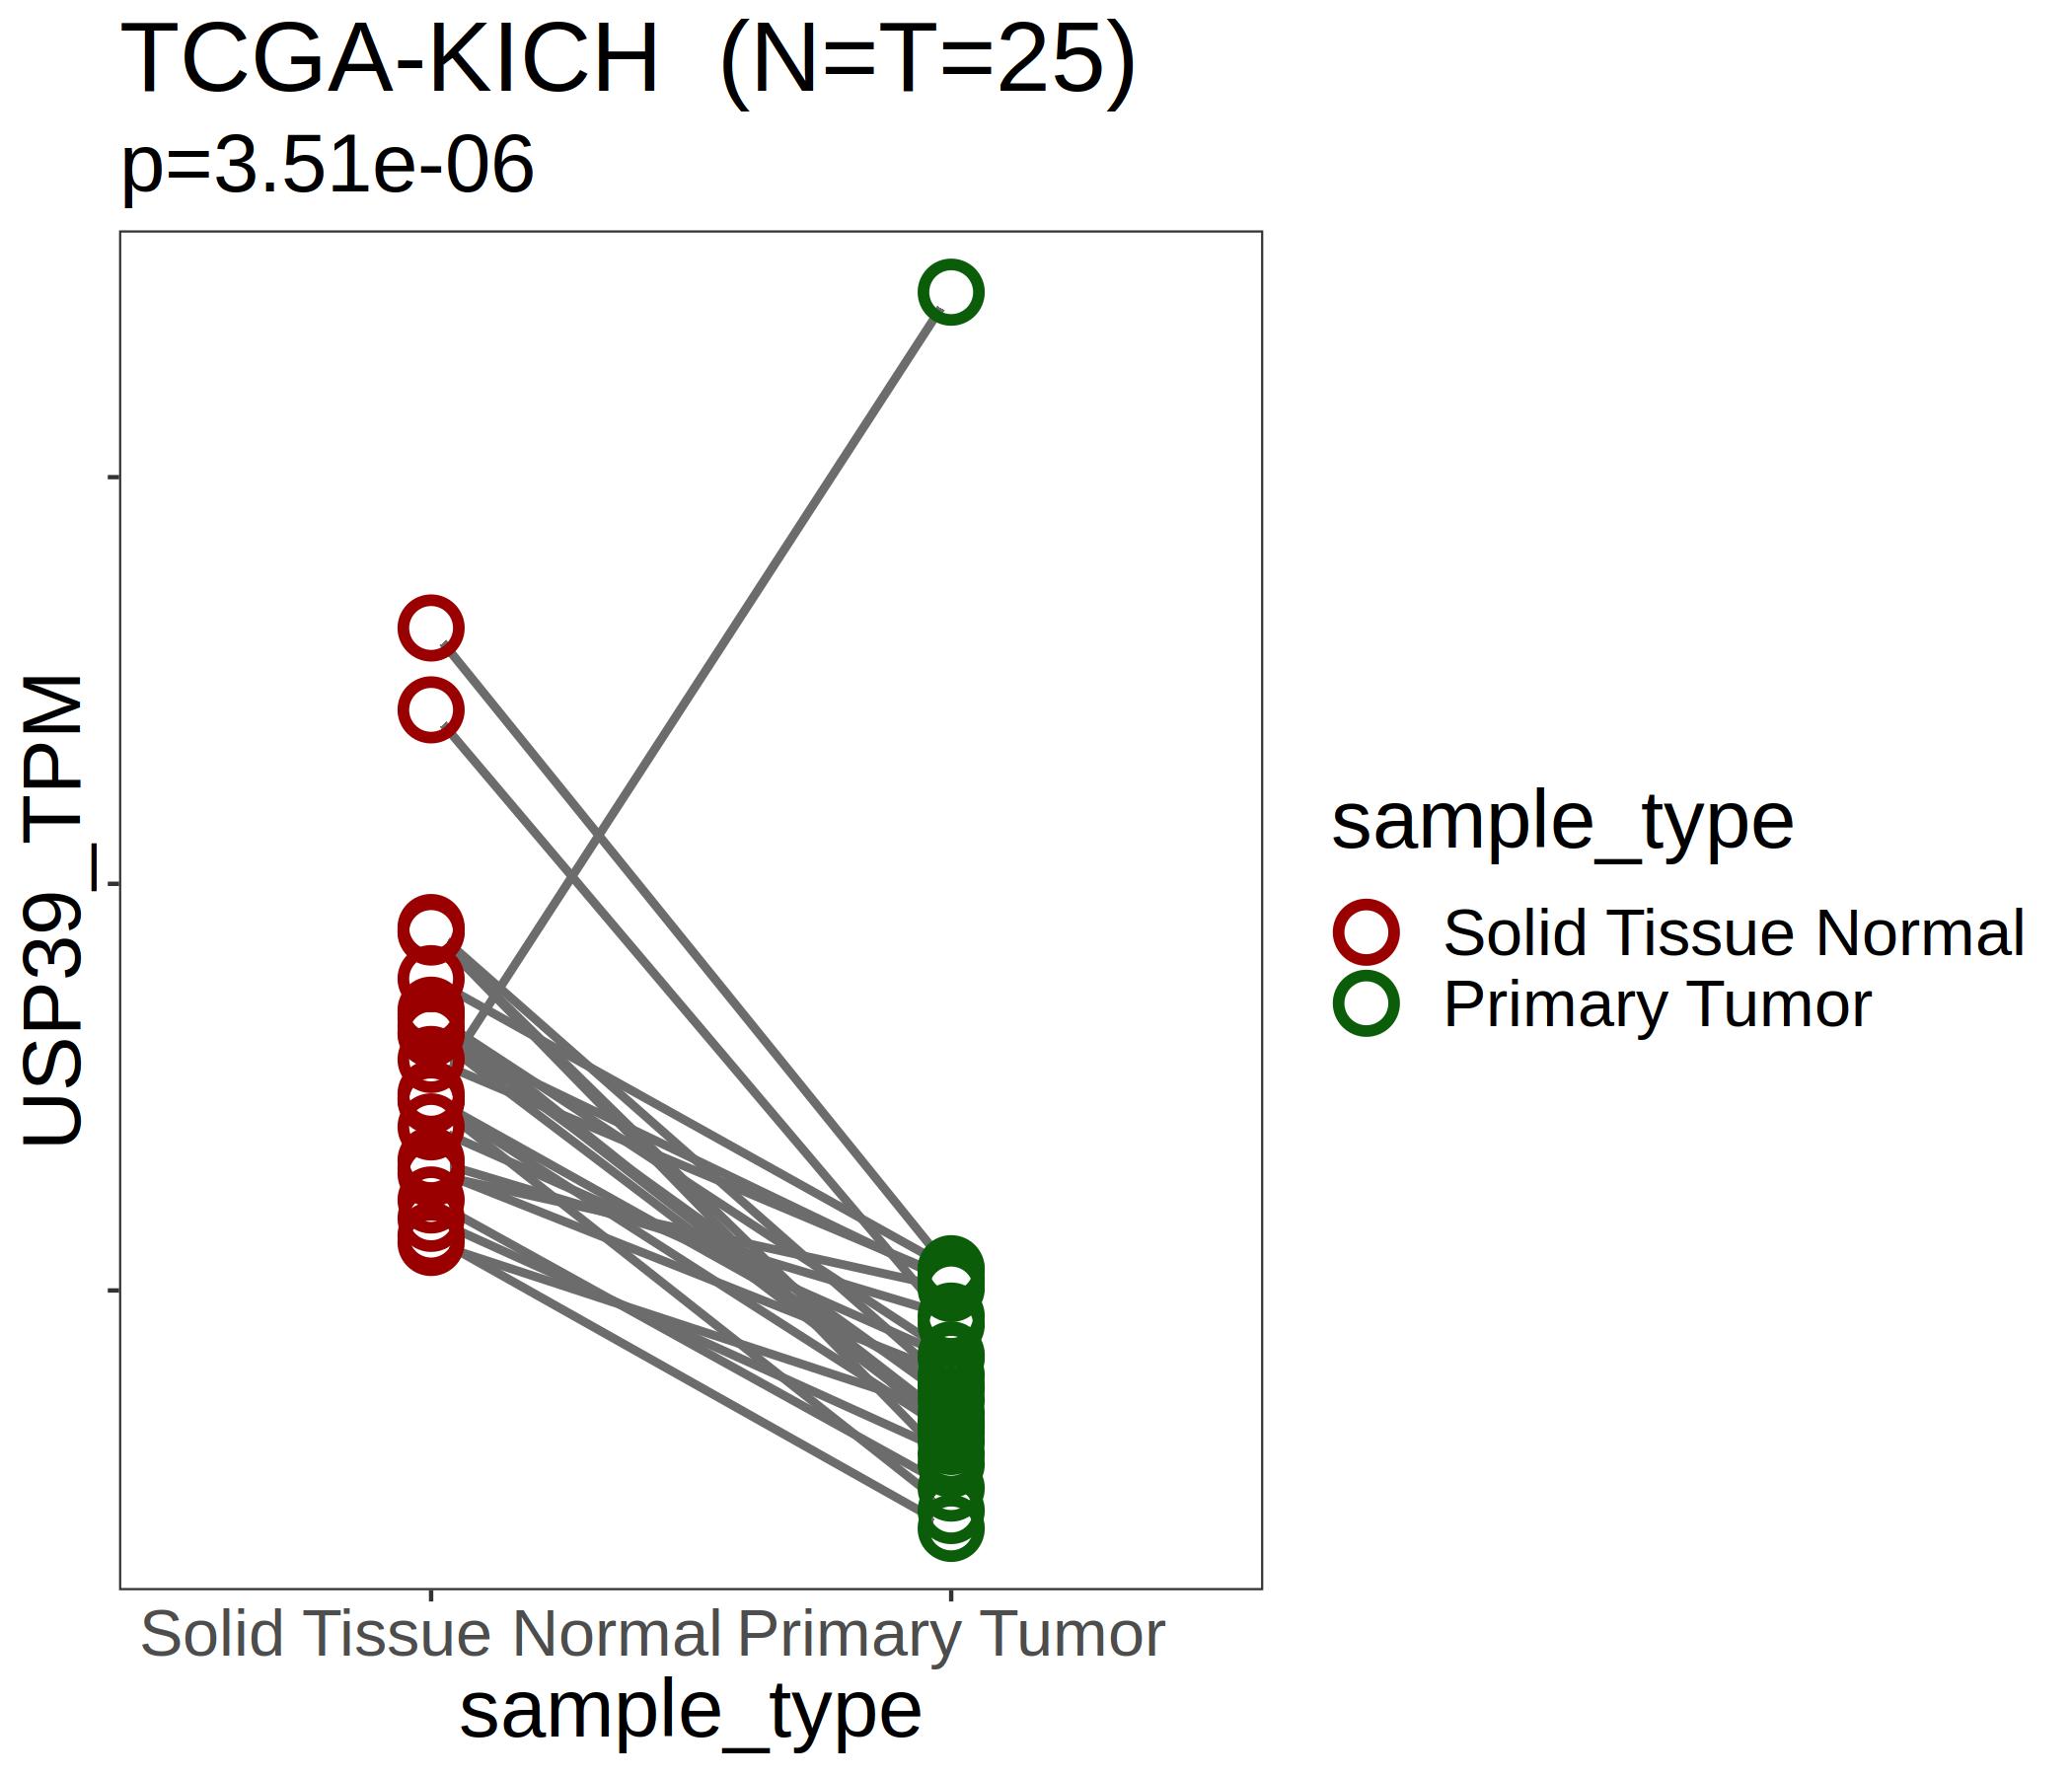 TCGA-KICH  (N=T=25)
p=3.51e-06
USP39_TPM
sample_type
Solid Tissue Normal
Primary Tumor
Solid Tissue Normal Primary Tumor
sample_type